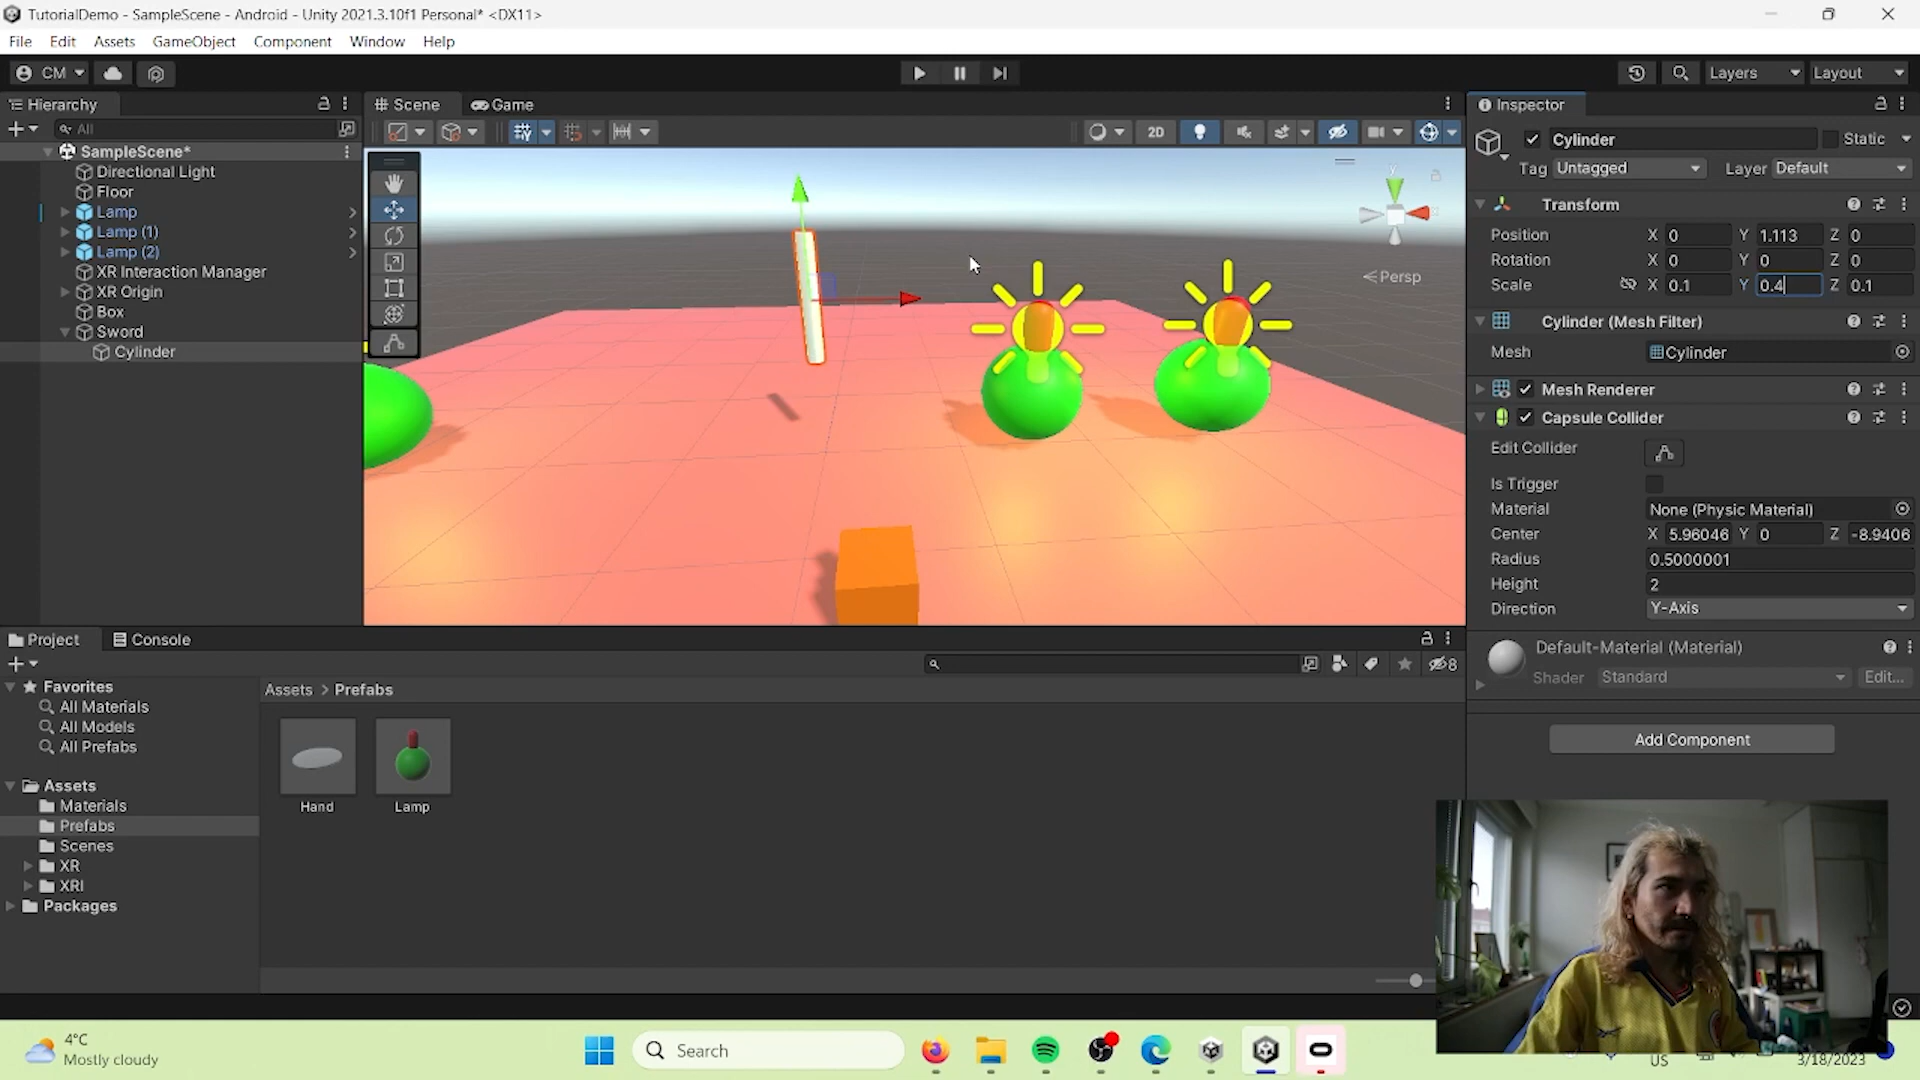 TutorialDemo - SampleScene - Android - Unity 2021.3.10f1 Personal* <DX11>
File Edit Assets GameObject Component Window Help
CM Layers Layout
Hierarchy
All
SampleScene*
Directional Light
Floor
Lamp
Lamp (1)
Lamp (2)
XR Interaction Manager
XR Origin
Box
Sword
Cylinder
Scene Game
2D
y
Persp
Inspector
Cylinder Static
Tag Untagged Layer Default
Transform
Position X 0 Y 1.113 Z 0
Rotation X 0 Y 0 Z 0
Scale X 0.1 Y 0.4 Z 0.1
Cylinder (Mesh Filter)
Mesh Cylinder
Mesh Renderer
Capsule Collider
Edit Collider
Is Trigger
Material None (Physic Material)
Center X 5.96046 Y 0 Z -8.9406
Radius 0.5000001
Height 2
Direction Y-Axis
Default-Material (Material)
Shader Standard Edit...
Add Component
Project Console
8
Favorites
All Materials
All Models
All Prefabs
Assets
Materials
Prefabs
Scenes
XR
XRI
Packages
Assets > Prefabs
Hand Lamp
4°C
Mostly cloudy
Search
US
3/18/2023